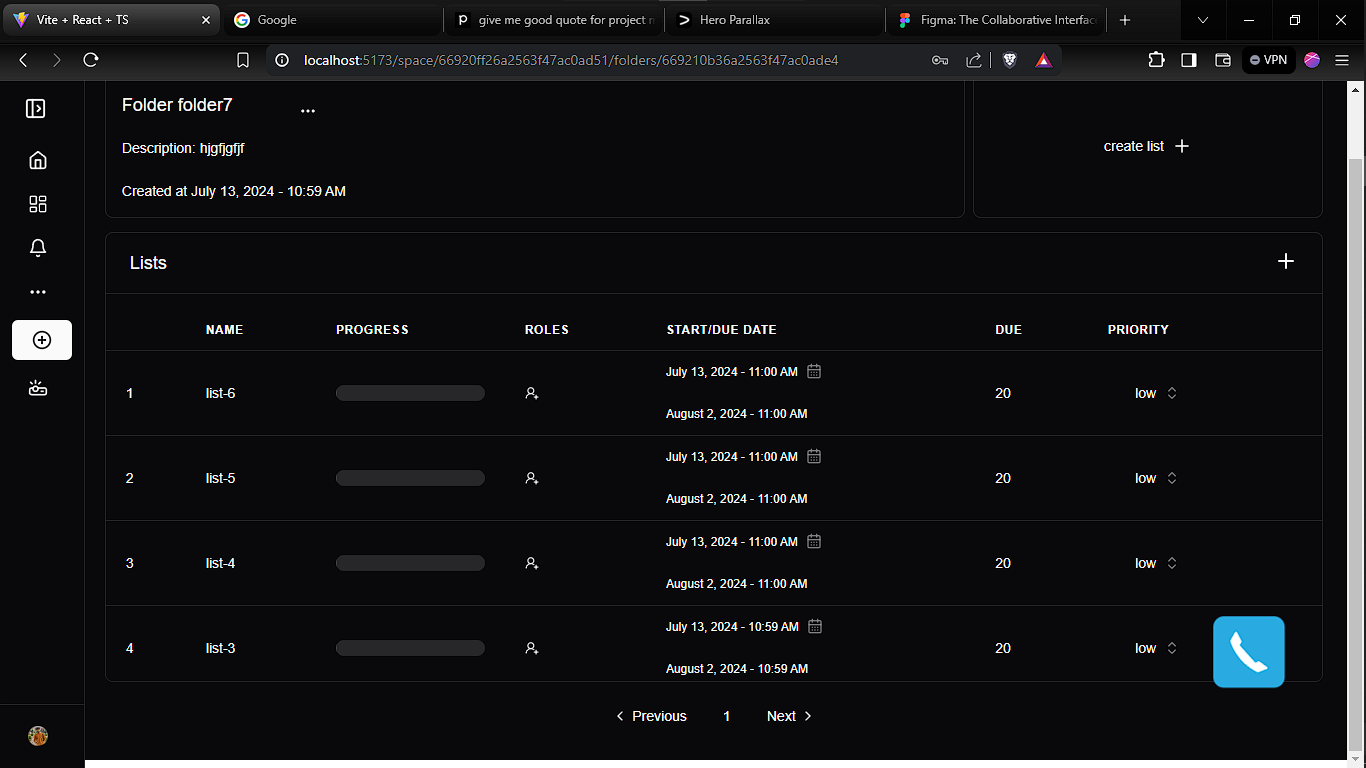 Vite + React + TS
Google
give me good quote for project m
Hero Parallax
Figma: The Collaborative Interfac
localhost:5173/space/66920ff26a2563f47ac0ad51/folders/669210b36a2563f47ac0ade4
VPN
Folder folder7
...
Description: hjgfjgfjf
Created at July 13, 2024 - 10:59 AM
create list +
Lists +
NAME PROGRESS ROLES START/DUE DATE DUE PRIORITY
July 13, 2024 - 11:00 AM
1 list-6 20 low
August 2, 2024 - 11:00 AM
July 13, 2024 - 11:00 AM
2 list-5 20 low
August 2, 2024 - 11:00 AM
July 13, 2024 - 11:00 AM
3 list-4 20 low
August 2, 2024 - 11:00 AM
July 13, 2024 - 10:59 AM
4 list-3 20 low
August 2, 2024 - 10:59 AM
Previous 1 Next